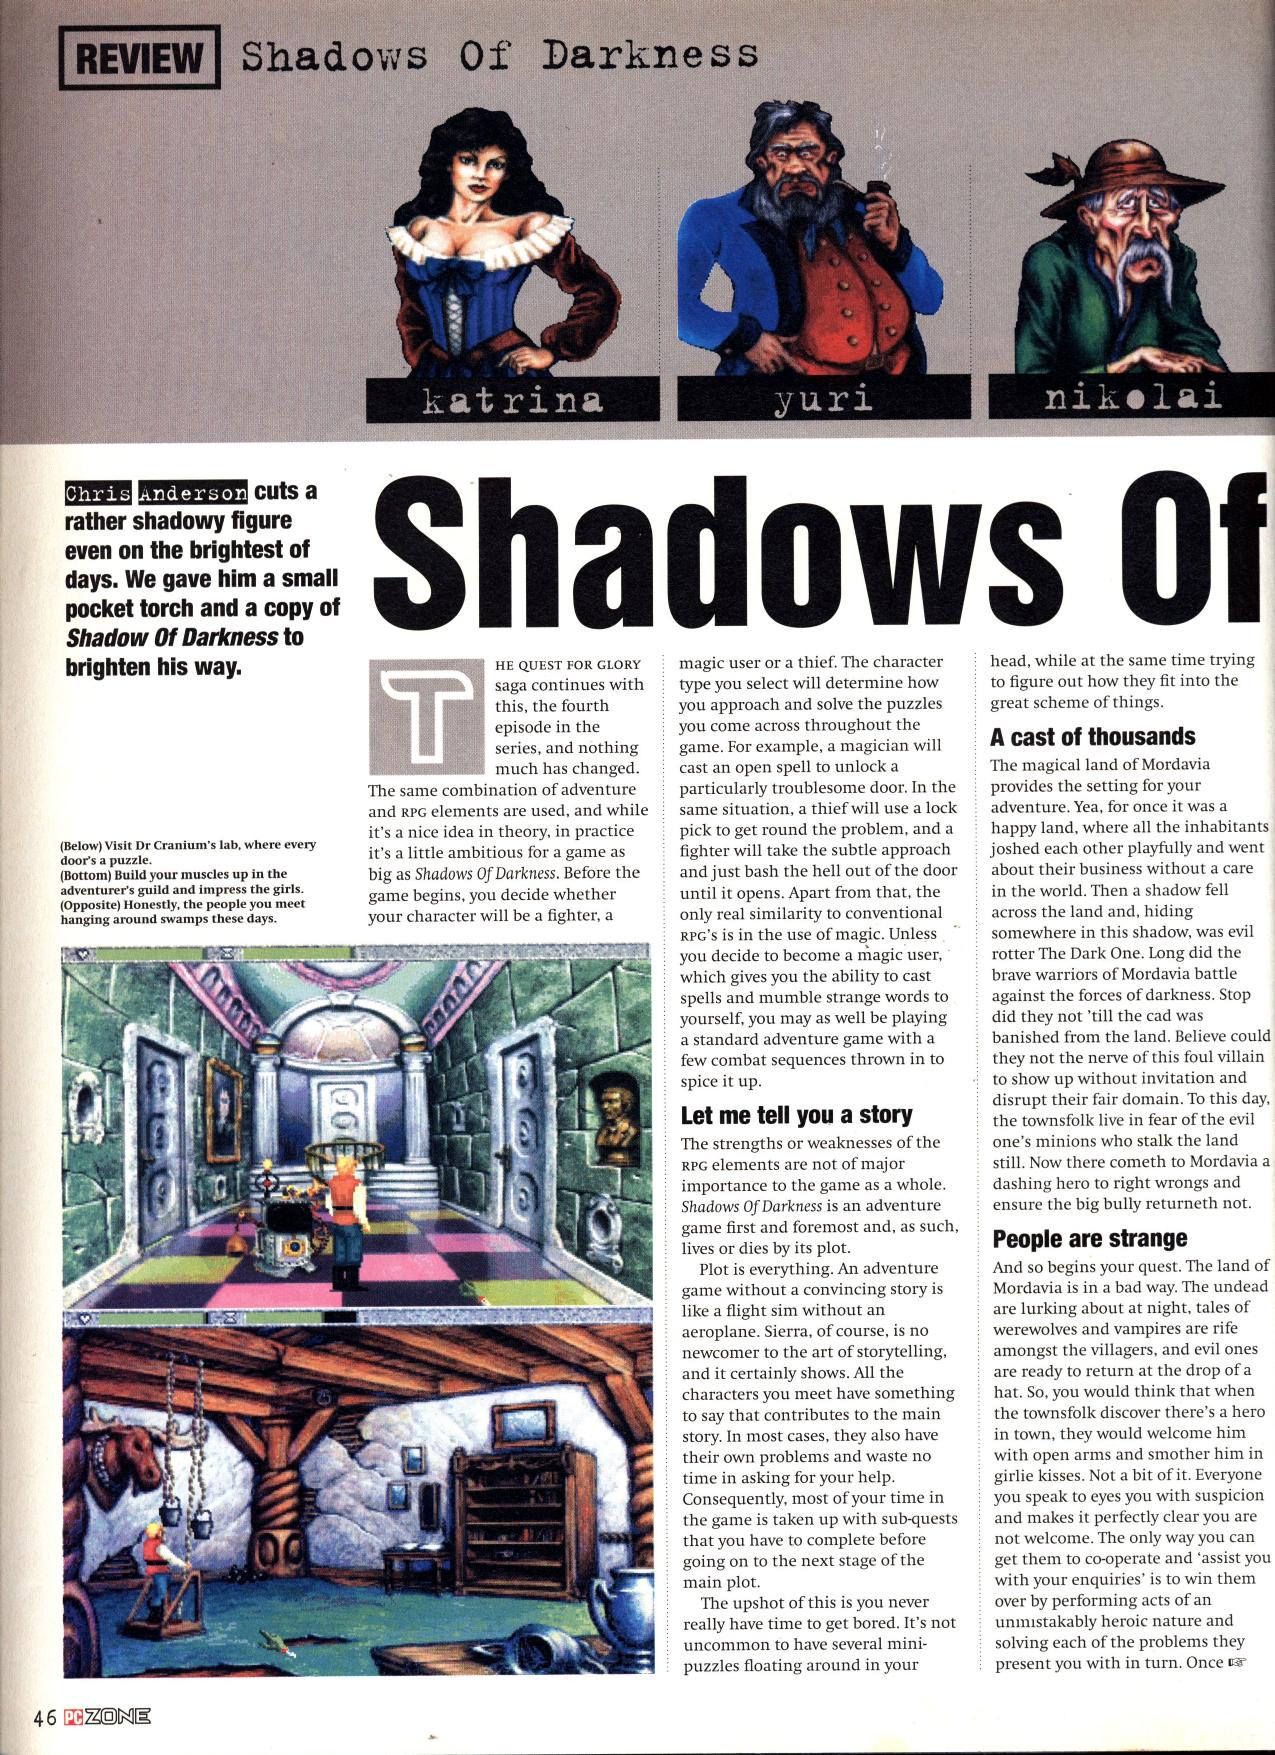 REVIEW Shadows Of Darkness
katrina
yuri
nikolai
Chris Anderson cuts a
rather shadowy figure
even on the brightest of
days. We gave him a small
pocket torch and a copy of
Shadow Of Darkness to
brighten his way.
Shadows Of
(Below) Visit Dr Cranium's lab, where every
door's a puzzle.
(Bottom) Build your muscles up in the
adventurer's guild and impress the girls.
(Opposite) Honestly, the people you meet
hanging around swamps these days.
THE QUEST FOR GLORY
saga continues with
this, the fourth
episode in the
series, and nothing
much has changed.
The same combination of adventure
and RPG elements are used, and while
it's a nice idea in theory, in practice
it's a little ambitious for a game as
big as Shadows Of Darkness. Before the
game begins, you decide whether
your character will be a fighter, a
magic user or a thief. The character
type you select will determine how
you approach and solve the puzzles
you come across throughout the
game. For example, a magician will
cast an open spell to unlock a
particularly troublesome door. In the
same situation, a thief will use a lock
pick to get round the problem, and a
fighter will take the subtle approach
and just bash the hell out of the door
until it opens. Apart from that, the
only real similarity to conventional
RPG's is in the use of magic. Unless
you decide to become a magic user,
which gives you the ability to cast
spells and mumble strange words to
yourself, you may as well be playing
a standard adventure game with a
few combat sequences thrown in to
spice it up.
Let me tell you a story
The strengths or weaknesses of the
RPG elements are not of major
importance to the game as a whole.
Shadows Of Darkness is an adventure
game first and foremost and, as such,
lives or dies by its plot.
Plot is everything. An adventure
game without a convincing story is
like a flight sim without an
aeroplane. Sierra, of course, is no
newcomer to the art of storytelling,
and it certainly shows. All the
characters you meet have something
to say that contributes to the main
story. In most cases, they also have
their own problems and waste no
time in asking for your help.
Consequently, most of your time in
the game is taken up with sub-quests
that you have to complete before
going on to the next stage of the
main plot.
The upshot of this is you never
really have time to get bored. It's not
uncommon to have several mini-
puzzles floating around in your
head, while at the same time trying
to figure out how they fit into the
great scheme of things.
A cast of thousands
The magical land of Mordavia
provides the setting for your
adventure. Yea, for once it was a
happy land, where all the inhabitants
joshed each other playfully and went
about their business without a care
in the world. Then a shadow fell
across the land and, hiding
somewhere in this shadow, was evil
rotter The Dark One. Long did the
brave warriors of Mordavia battle
against the forces of darkness. Stop
did they not 'till the cad was
banished from the land. Believe could
they not the nerve of this foul villain
to show up without invitation and
disrupt their fair domain. To this day,
the townsfolk live in fear of the evil
one's minions who stalk the land
still. Now there cometh to Mordavia a
dashing hero to right wrongs and
ensure the big bully returneth not.
People are strange
And so begins your quest. The land of
Mordavia is in a bad way. The undead
are lurking about at night, tales of
werewolves and vampires are rife
amongst the villagers, and evil ones
are ready to return at the drop of a
hat. So, you would think that when
the townsfolk discover there's a hero
in town, they would welcome him
with open arms and smother him in
girlie kisses. Not a bit of it. Everyone
you speak to eyes you with suspicion
and makes it perfectly clear you are
not welcome. The only way you can
get them to co-operate and 'assist you
with your enquiries' is to win them
over by performing acts of an
unmistakably heroic nature and
solving each of the problems they
present you with in turn. Once ☞
46 PC ZONE